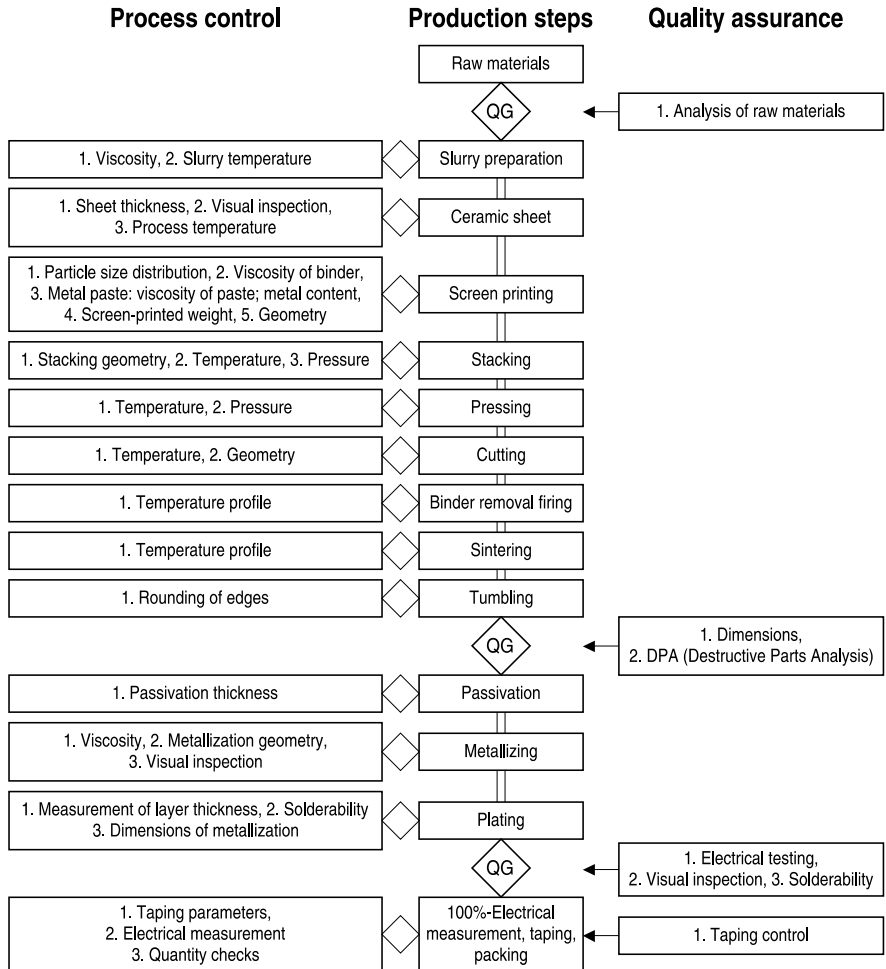 Process control
Production steps
Quality assurance
Raw materials
QG
1. Analysis of raw materials
1. Viscosity, 2. Slurry temperature
Slurry preparation
1. Sheet thickness, 2. Visual inspection,
3. Process temperature
Ceramic sheet
1. Particle size distribution, 2. Viscosity of binder,
3. Metal paste: viscosity of paste; metal content,
4. Screen-printed weight, 5. Geometry
Screen printing
1. Stacking geometry, 2. Temperature, 3. Pressure
Stacking
1. Temperature, 2. Pressure
Pressing
1. Temperature, 2. Geometry
Cutting
1. Temperature profile
Binder removal firing
1. Temperature profile
Sintering
1. Rounding of edges
Tumbling
QG
1. Dimensions,
2. DPA (Destructive Parts Analysis)
1. Passivation thickness
Passivation
1. Viscosity, 2. Metallization geometry,
3. Visual inspection
Metallizing
1. Measurement of layer thickness, 2. Solderability
3. Dimensions of metallization
Plating
QG
1. Electrical testing,
2. Visual inspection, 3. Solderability
1. Taping parameters,
2. Electrical measurement
3. Quantity checks
100%-Electrical
measurement, taping,
packing
1. Taping control